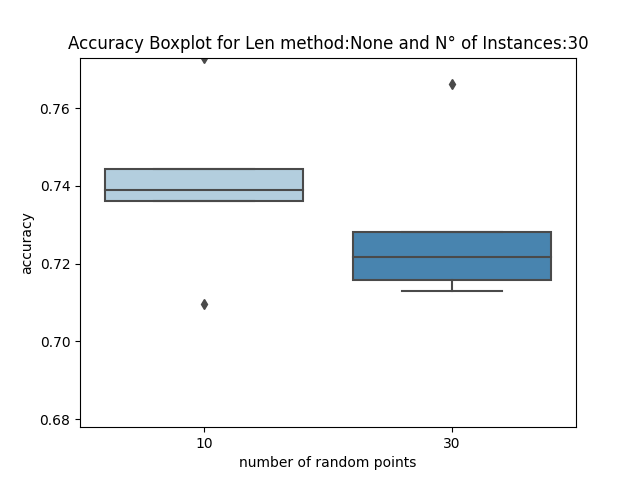 Accuracy Boxplot for Len method:None and N° of Instances:30
accuracy
0.76
0.74
0.72
0.70
0.68
10
30
number of random points